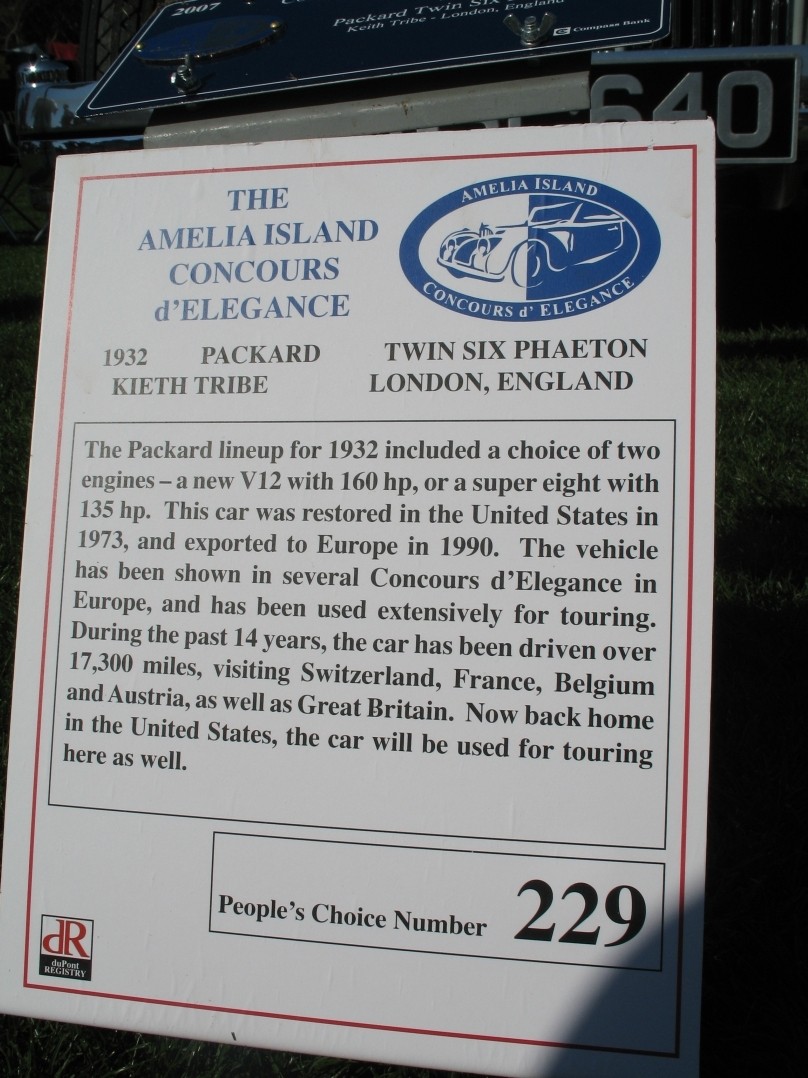 2007
Packard Twin Six
Keith Tribe - London, England
Compass Bank
640
THE
AMELIA ISLAND
CONCOURS
d'ELEGANCE
AMELIA ISLAND
CONCOURS d' ELEGANCE
1932 PACKARD TWIN SIX PHAETON
KIETH TRIBE LONDON, ENGLAND
The Packard lineup for 1932 included a choice of two
engines – a new V12 with 160 hp, or a super eight with
135 hp. This car was restored in the United States in
1973, and exported to Europe in 1990. The vehicle
has been shown in several Concours d'Elegance in
Europe, and has been used extensively for touring.
During the past 14 years, the car has been driven over
17,300 miles, visiting Switzerland, France, Belgium
and Austria, as well as Great Britain. Now back home
in the United States, the car will be used for touring
here as well.
People's Choice Number 229
dR
duPont
REGISTRY